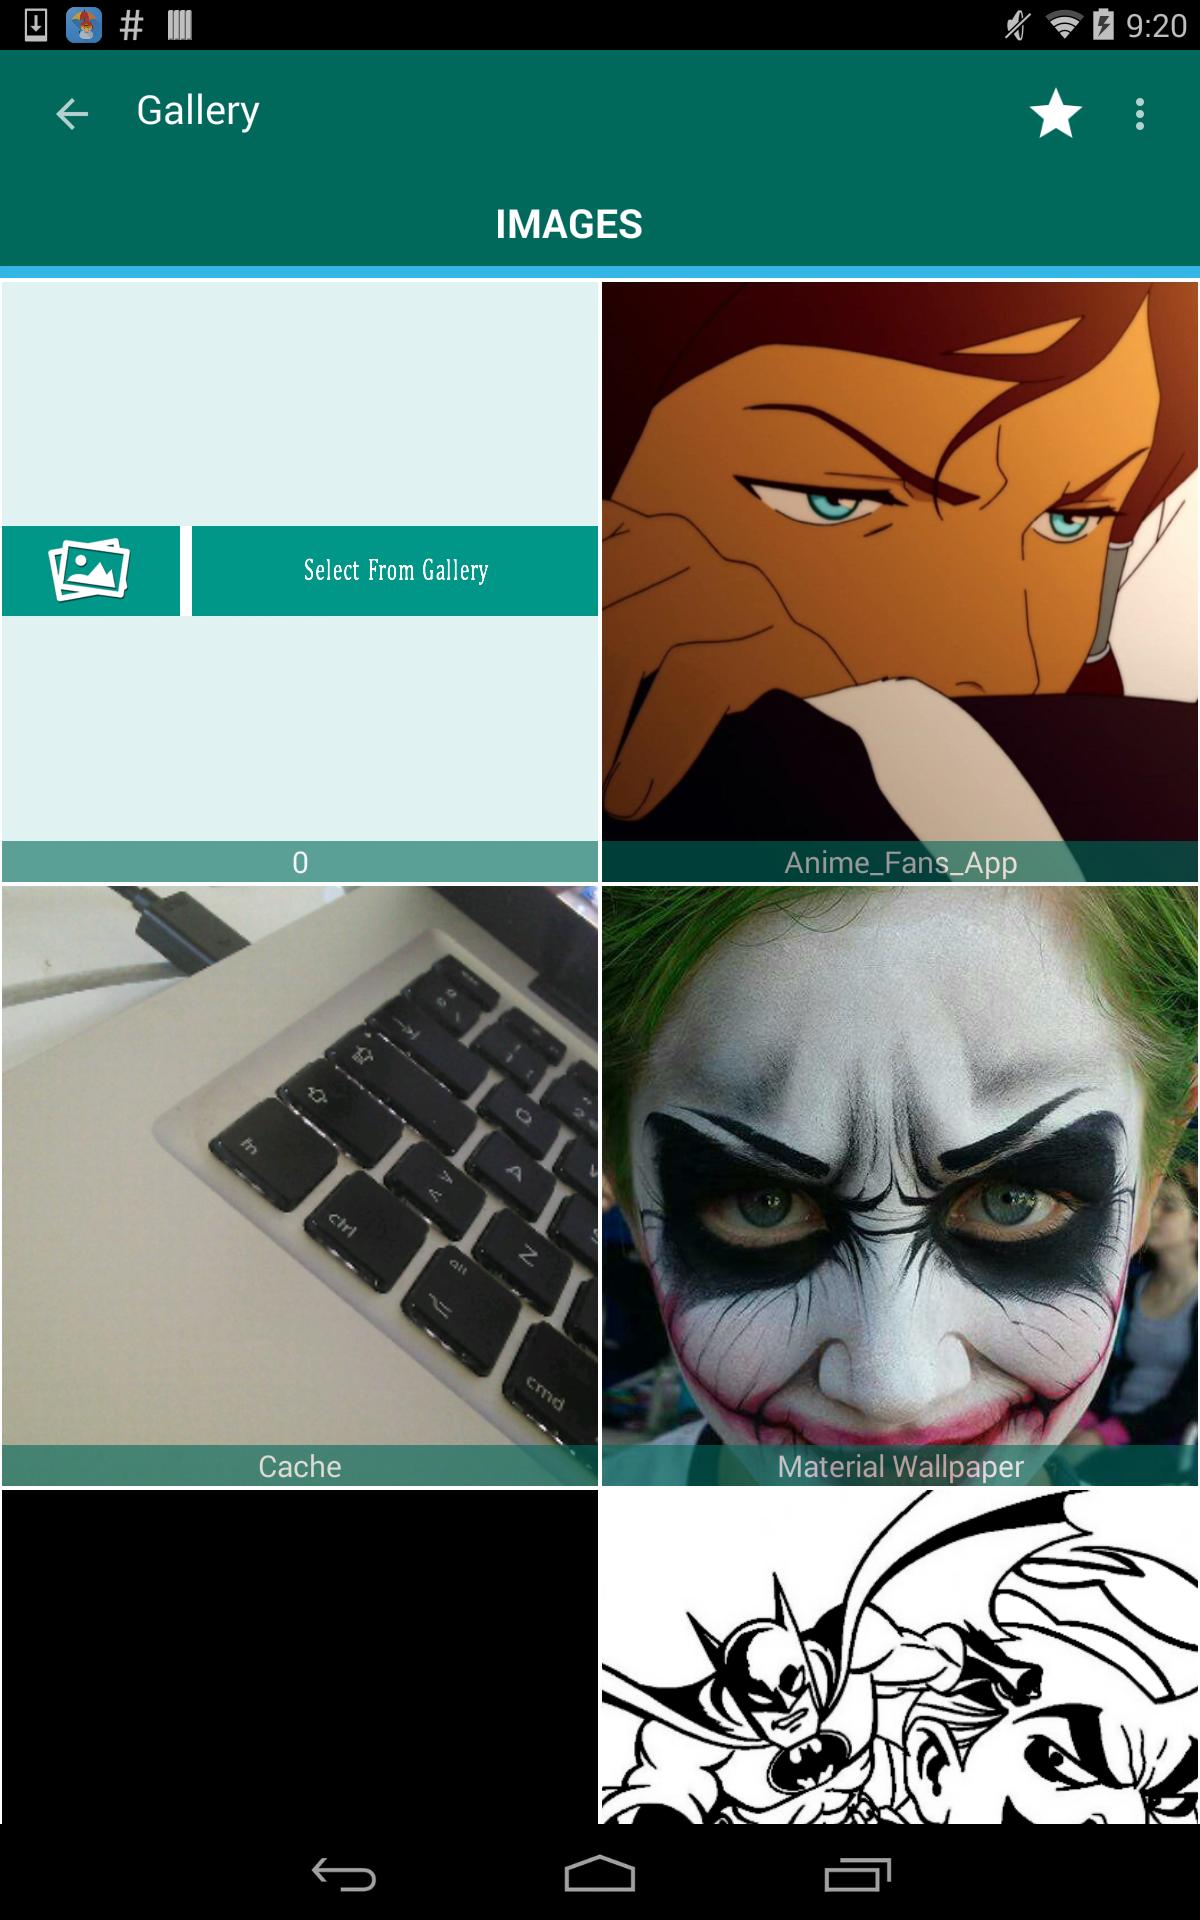 9:20
Gallery
IMAGES
Select From Gallery
0
Anime_Fans_App
fn
ctrl
alt
cmd
A
Z
Cache
Material Wallpaper